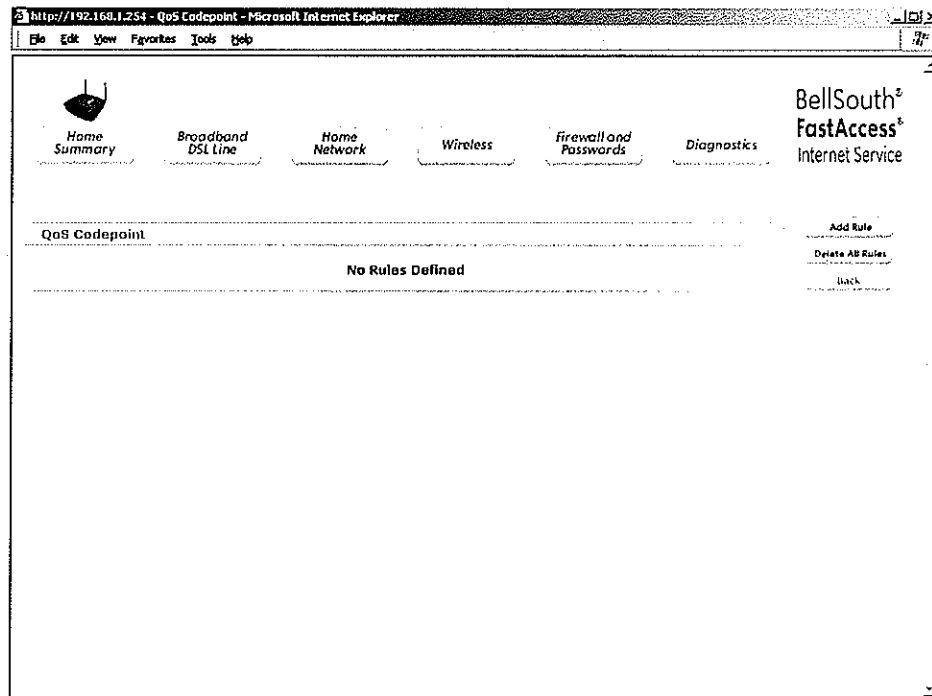 http://192.168.1.254 - QoS Codepoint - Microsoft Internet Explorer
File Edit View Favorites Tools Help
BellSouth®
FastAccess®
Internet Service
Home Summary
Broadband DSL Line
Home Network
Wireless
Firewall and Passwords
Diagnostics
QoS Codepoint
No Rules Defined
Add Rule
Delete All Rules
Back